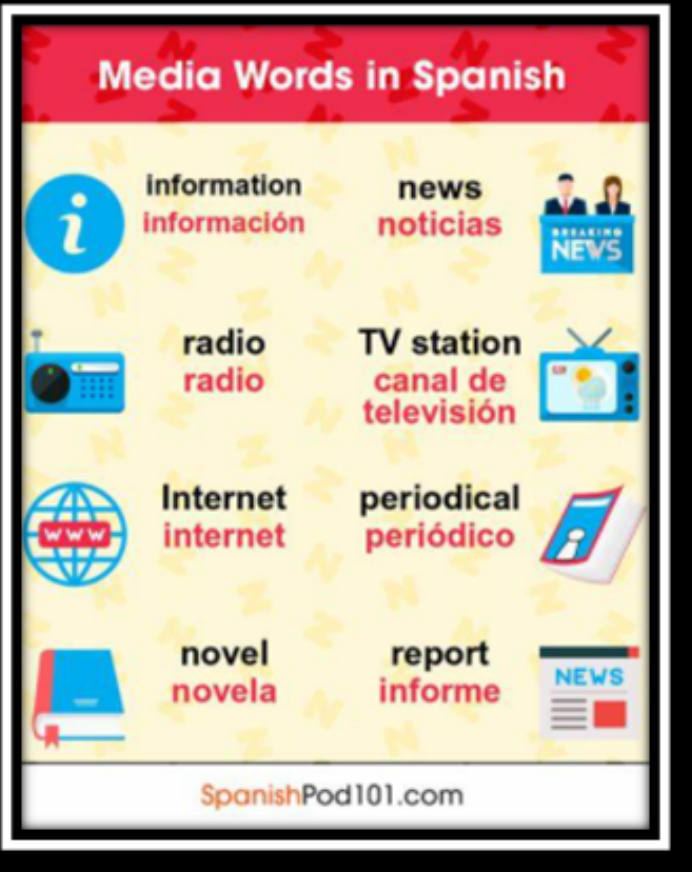 Media Words in Spanish
information
información
news
noticias
BREAKING
NEWS
radio
radio
TV station
canal de
televisión
Internet
internet
WWW
periodical
periódico
novel
novela
report
informe
NEWS
SpanishPod101.com